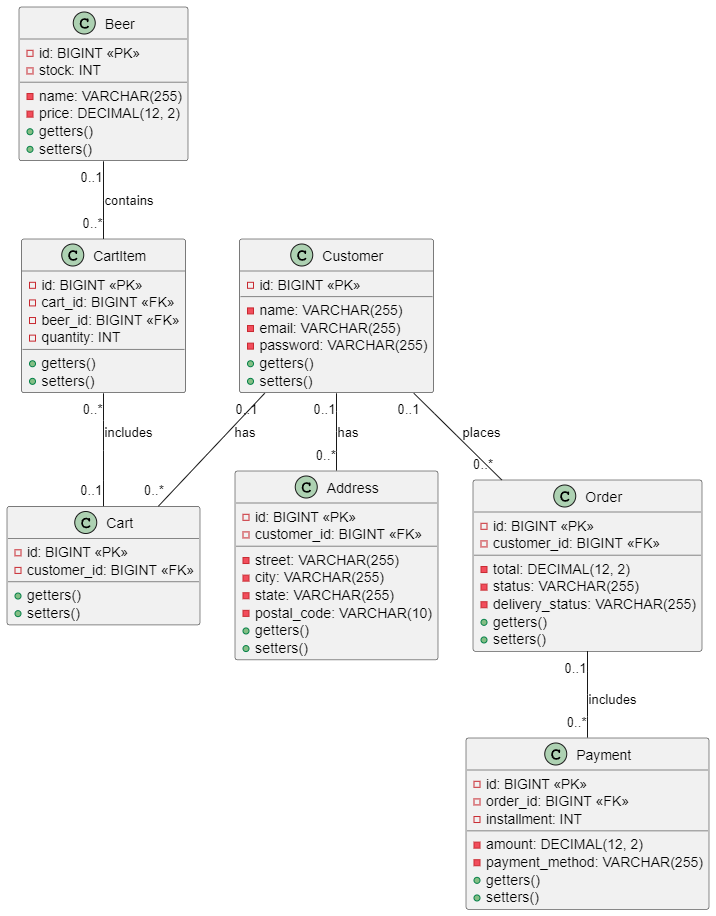 C Beer
id: BIGINT «PK»
stock: INT
name: VARCHAR(255)
price: DECIMAL(12, 2)
getters()
setters()
0..1
contains
0..*
C CartItem
id: BIGINT «PK»
cart_id: BIGINT «FK»
beer_id: BIGINT «FK»
quantity: INT
getters()
setters()
C Customer
id: BIGINT «PK»
name: VARCHAR(255)
email: VARCHAR(255)
password: VARCHAR(255)
getters()
setters()
0..*
includes
0..1
0..1
has
0..*
0..1
has
0..*
0..1
places
0..*
C Cart
id: BIGINT «PK»
customer_id: BIGINT «FK»
getters()
setters()
C Address
id: BIGINT «PK»
customer_id: BIGINT «FK»
street: VARCHAR(255)
city: VARCHAR(255)
state: VARCHAR(255)
postal_code: VARCHAR(10)
getters()
setters()
C Order
id: BIGINT «PK»
customer_id: BIGINT «FK»
total: DECIMAL(12, 2)
status: VARCHAR(255)
delivery_status: VARCHAR(255)
getters()
setters()
0..1
includes
0..*
C Payment
id: BIGINT «PK»
order_id: BIGINT «FK»
installment: INT
amount: DECIMAL(12, 2)
payment_method: VARCHAR(255)
getters()
setters()